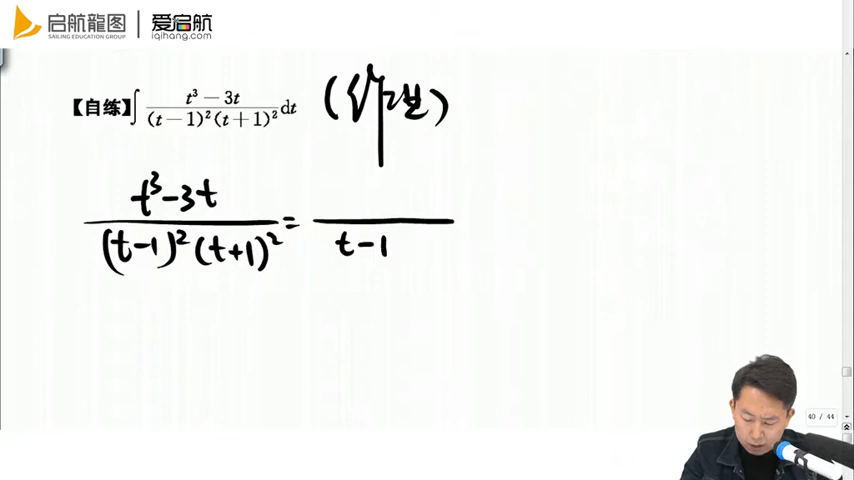 启航龍图 | 爱启航
SAILING EDUCATION GROUP iqihang.com
【自练】∫ (t³ − 3t)/((t − 1)²(t + 1)²) dt (作业)
(t³−3t)/((t−1)²(t+1)²) = /(t−1)
40 / 44